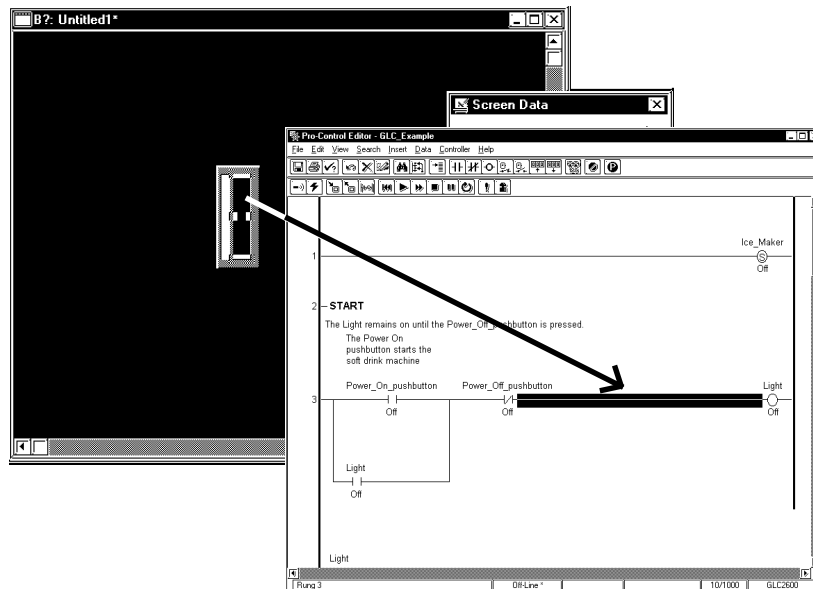 B?: Untitled1*
Screen Data
Pro-Control Editor - GLC_Example
File Edit View Search Insert Data Controller Help
Ice_Maker
1
S
Off
2 START
The Light remains on until the Power_Off_pushbutton is pressed.
The Power On
pushbutton starts the
soft drink machine
Power_On_pushbutton Power_Off_pushbutton Light
3
Off Off Off
Light
Off
Light
Rung 3 Off-Line * 10/1000 GLC2600